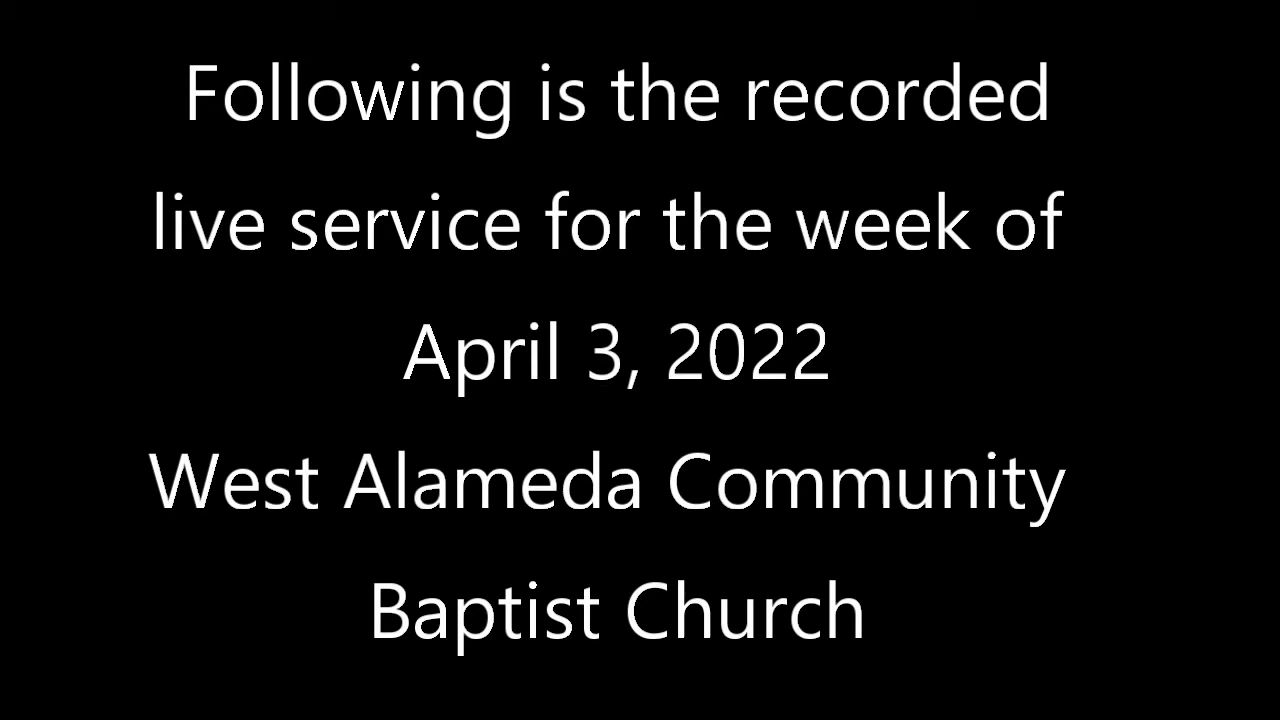 Following is the recorded
live service for the week of
April 3, 2022
West Alameda Community
Baptist Church